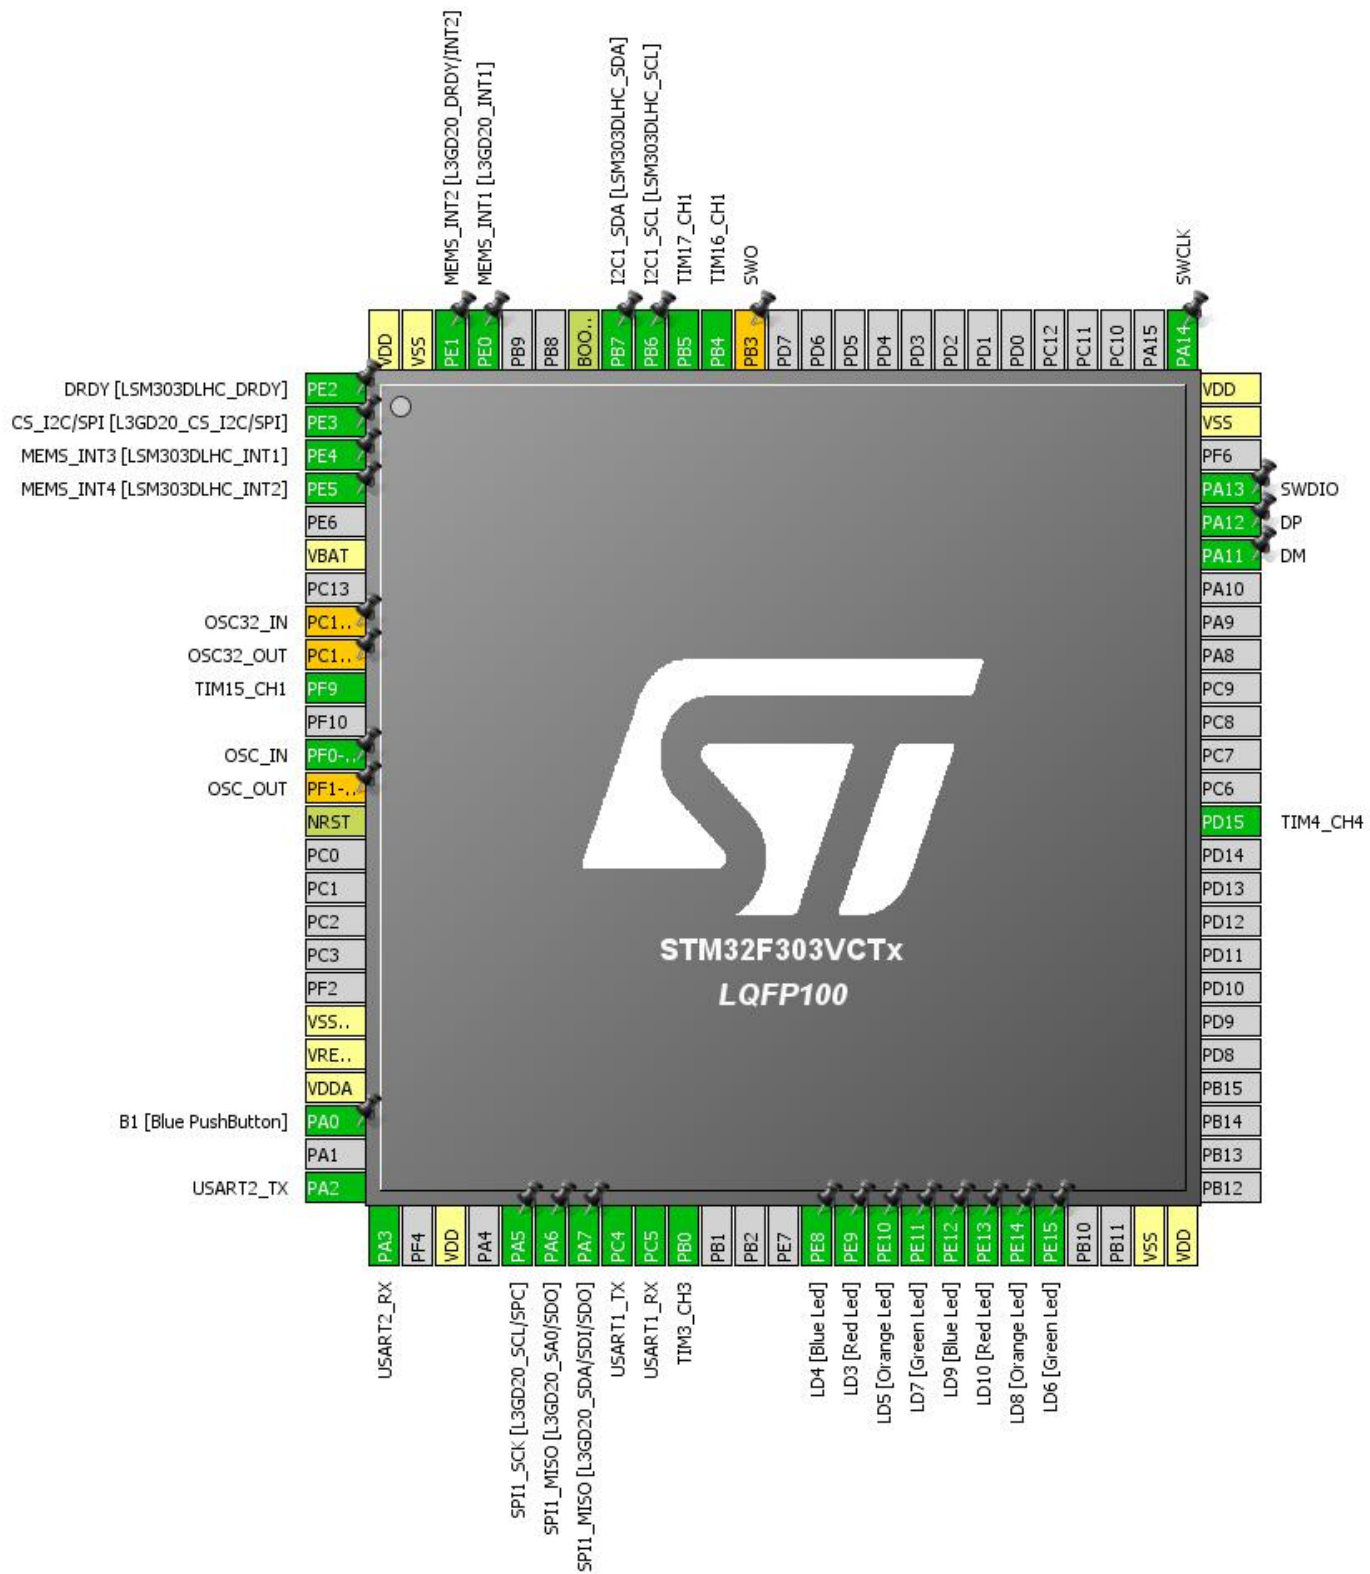 MEMS_INT2 [L3GD20_DRDY/INT2]
MEMS_INT1 [L3GD20_INT1]
I2C1_SDA [LSM303DLHC_SDA]
I2C1_SCL [LSM303DLHC_SCL]
TIM17_CH1
TIM16_CH1
SWO
SWCLK
VDD
VSS
PE1
PE0
PB9
PB8
BOO..
PB7
PB6
PB5
PB4
PB3
PD7
PD6
PD5
PD4
PD3
PD2
PD1
PD0
PC12
PC11
PC10
PA15
PA14
DRDY [LSM303DLHC_DRDY] PE2
CS_I2C/SPI [L3GD20_CS_I2C/SPI] PE3
MEMS_INT3 [LSM303DLHC_INT1] PE4
MEMS_INT4 [LSM303DLHC_INT2] PE5
PE6
VBAT
PC13
OSC32_IN PC1..
OSC32_OUT PC1..
TIM15_CH1 PF9
PF10
OSC_IN PF0-..
OSC_OUT PF1-..
NRST
PC0
PC1
PC2
PC3
PF2
VSS..
VRE..
VDDA
B1 [Blue PushButton] PA0
PA1
USART2_TX PA2
STM32F303VCTx
LQFP100
VDD
VSS
PF6
PA13 SWDIO
PA12 DP
PA11 DM
PA10
PA9
PA8
PC9
PC8
PC7
PC6
PD15 TIM4_CH4
PD14
PD13
PD12
PD11
PD10
PD9
PD8
PB15
PB14
PB13
PB12
PA3
PF4
VDD
PA4
PA5
PA6
PA7
PC4
PC5
PB0
PB1
PB2
PE7
PE8
PE9
PE10
PE11
PE12
PE13
PE14
PE15
PB10
PB11
VSS
VDD
USART2_RX
SPI1_SCK [L3GD20_SCL/SPC]
SPI1_MISO [L3GD20_SA0/SDO]
SPI1_MISO [L3GD20_SDA/SDI/SDO]
USART1_TX
USART1_RX
TIM3_CH3
LD4 [Blue Led]
LD3 [Red Led]
LD5 [Orange Led]
LD7 [Green Led]
LD9 [Blue Led]
LD10 [Red Led]
LD8 [Orange Led]
LD6 [Green Led]